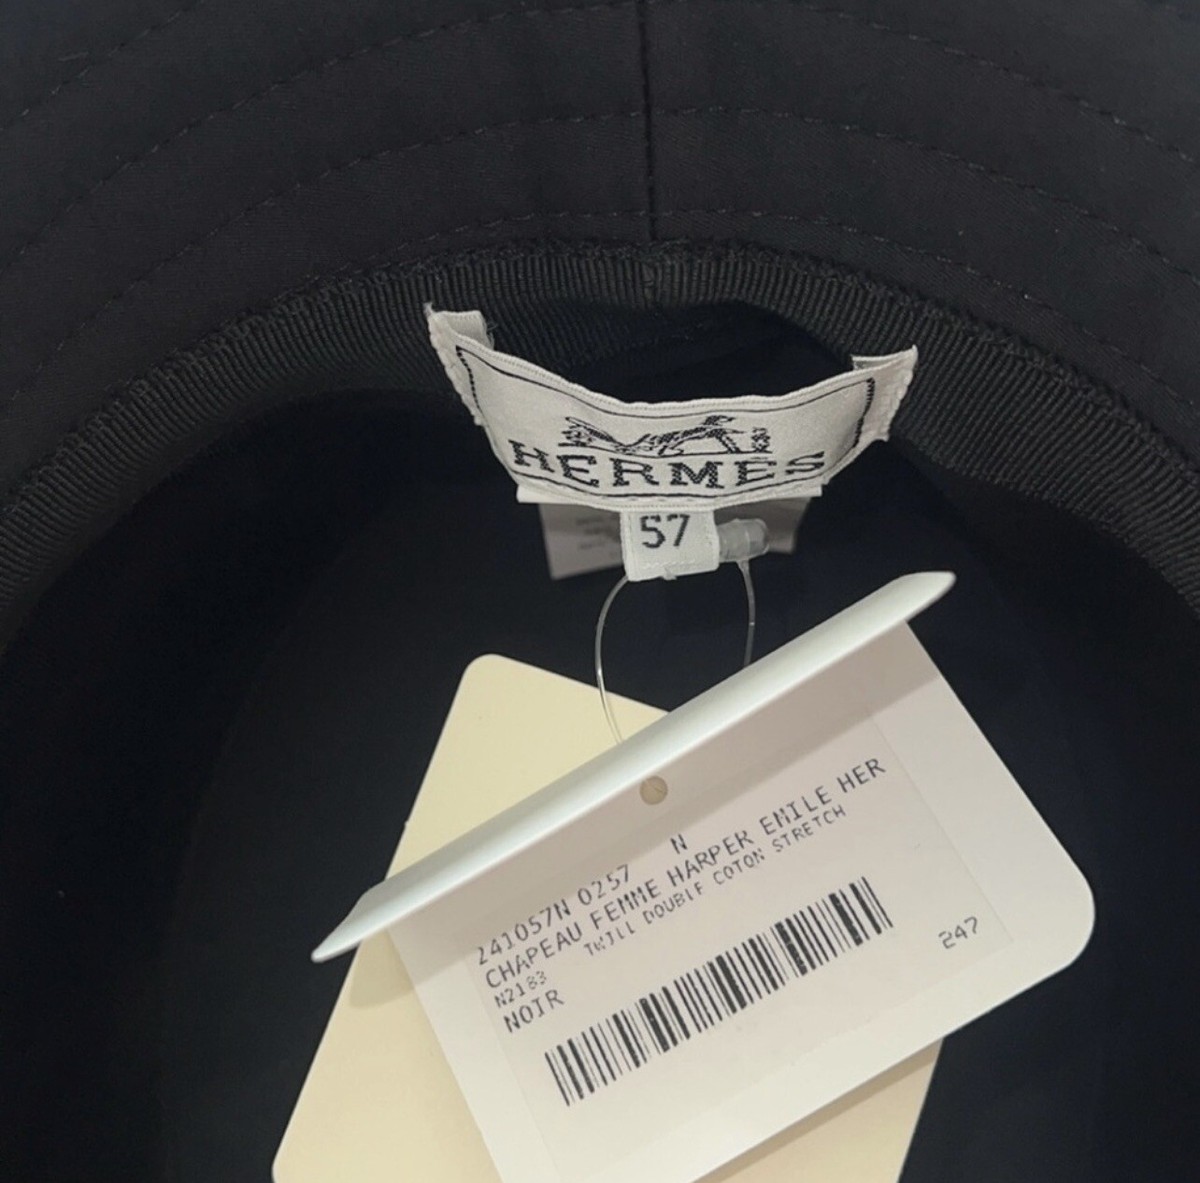 HERMES
57
241057N 0257 N
CHAPEAU FEMME HARPER EMILE HER
N2183 TWILL DOUBLE COTON STRETCH
NOIR
247